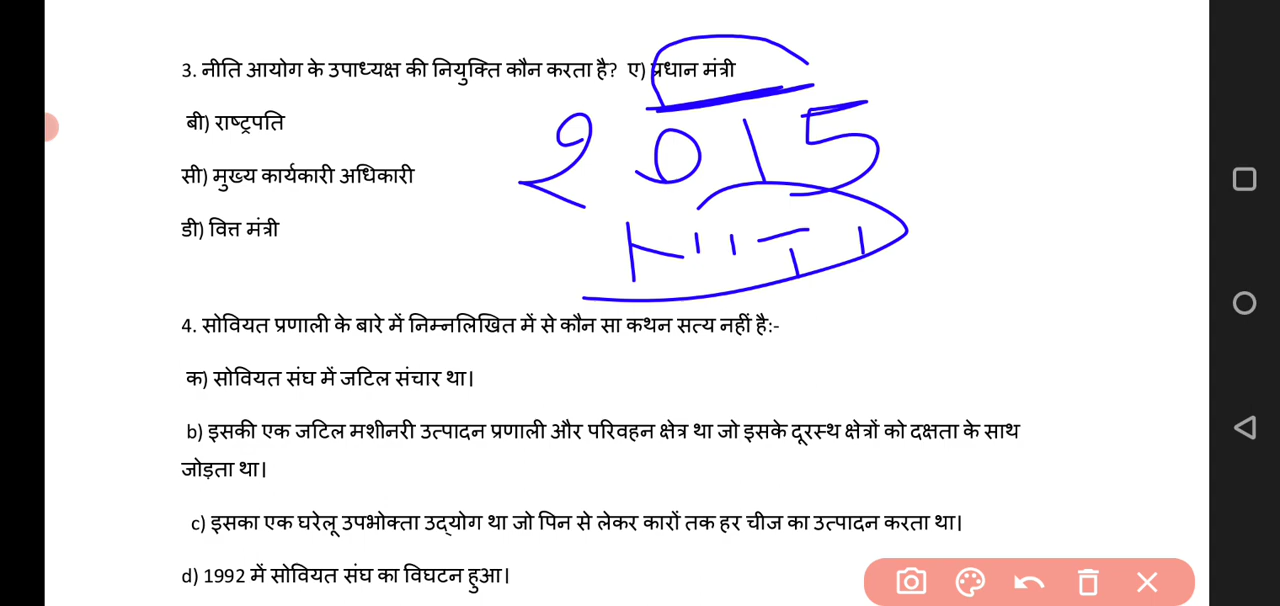 3. नीति आयोग के उपाध्यक्ष की नियुक्ति कौन करता है? ए) प्रधान मंत्री
बी) राष्ट्रपति
2015
सी) मुख्य कार्यकारी अधिकारी
डी) वित्त मंत्री
4. सोवियत प्रणाली के बारे में निम्नलिखित में से कौन सा कथन सत्य नहीं है:-
क) सोवियत संघ में जटिल संचार था।
b) इसकी एक जटिल मशीनरी उत्पादन प्रणाली और परिवहन क्षेत्र था जो इसके दूरस्थ क्षेत्रों को दक्षता के साथ
जोड़ता था।
c) इसका एक घरेलू उपभोक्ता उद्योग था जो पिन से लेकर कारों तक हर चीज का उत्पादन करता था।
d) 1992 में सोवियत संघ का विघटन हुआ।